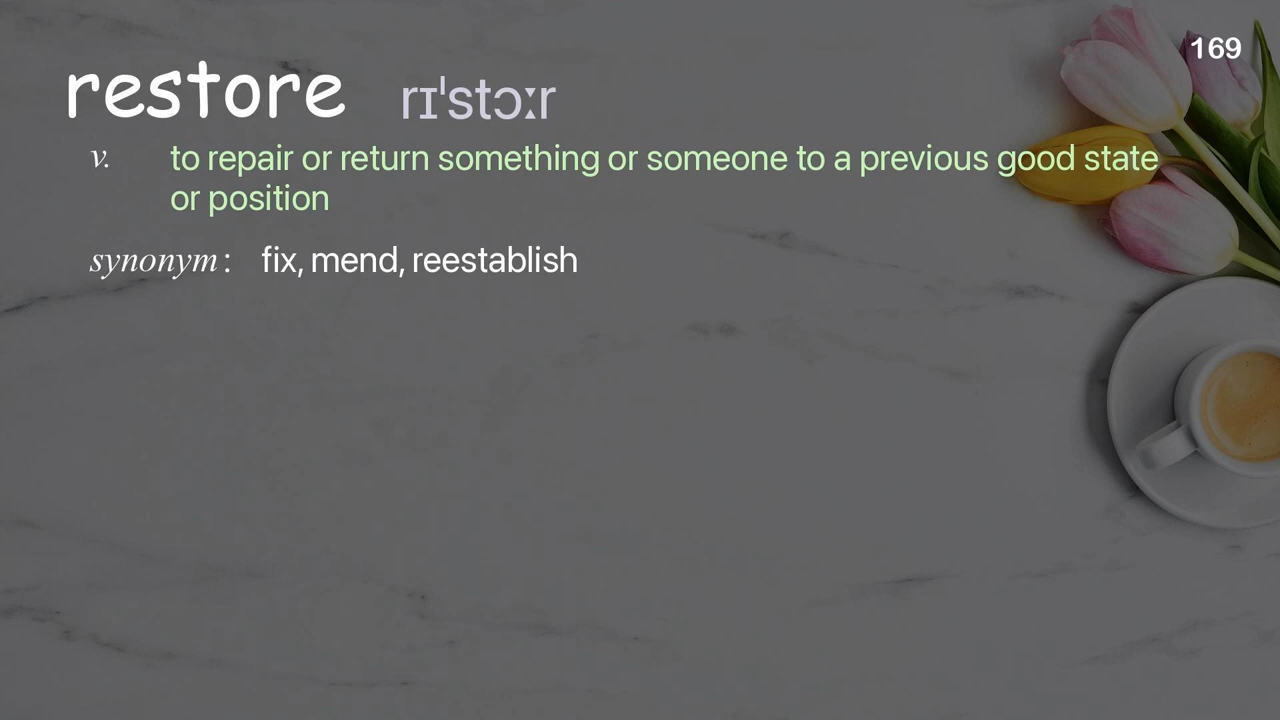 169
restore rɪˈstɔːr
v. to repair or return something or someone to a previous good state
or position
synonym: fix, mend, reestablish